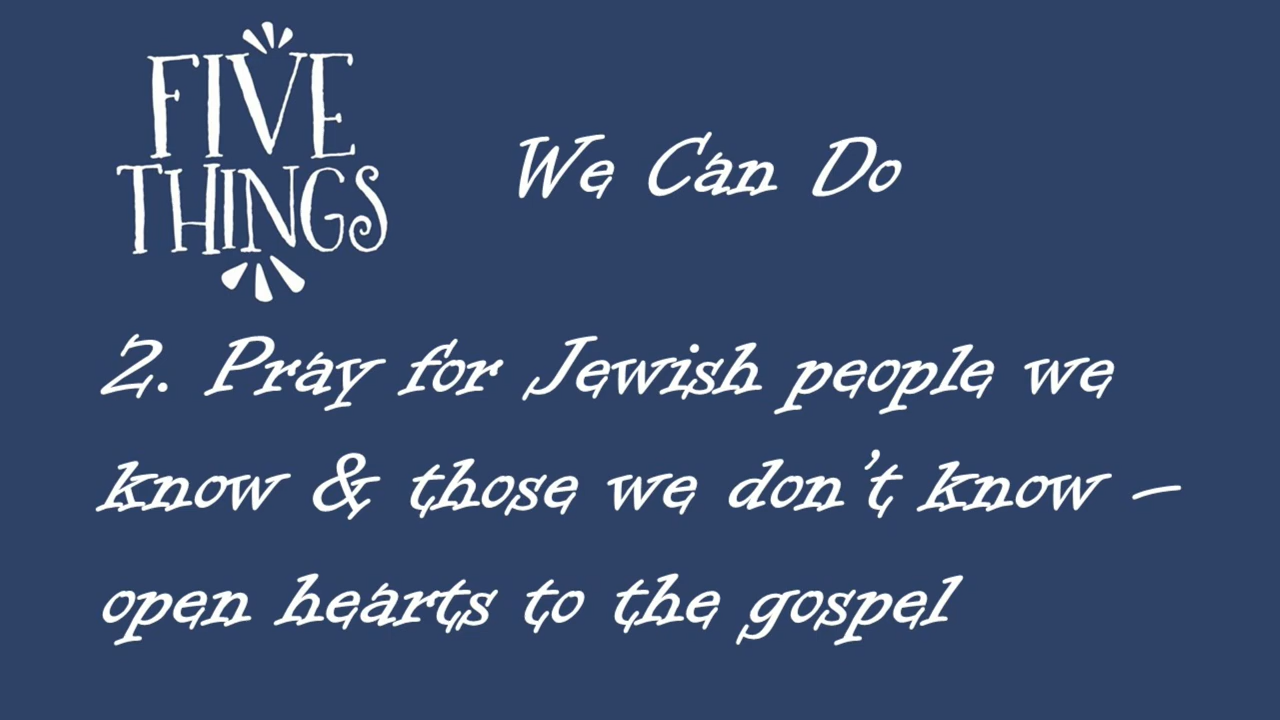 FIVE
THINGS
We Can Do
2. Pray for Jewish people we
know & those we don't know –
open hearts to the gospel